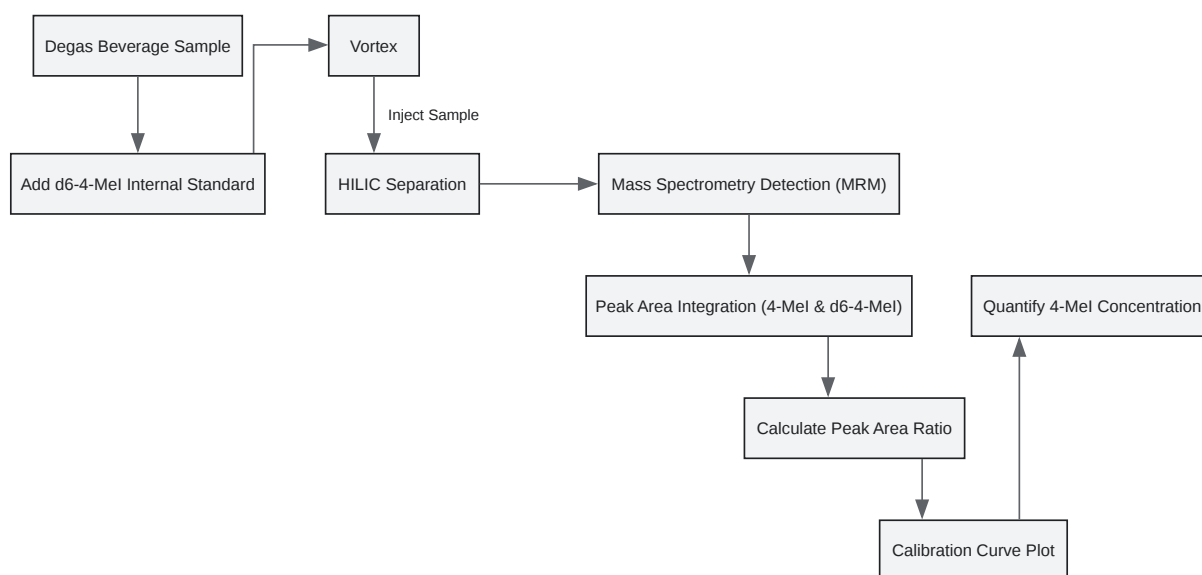 Degas Beverage Sample
Vortex
Inject Sample
Add d6-4-MeI Internal Standard
HILIC Separation
Mass Spectrometry Detection (MRM)
Peak Area Integration (4-MeI & d6-4-MeI)
Quantify 4-MeI Concentration
Calculate Peak Area Ratio
Calibration Curve Plot